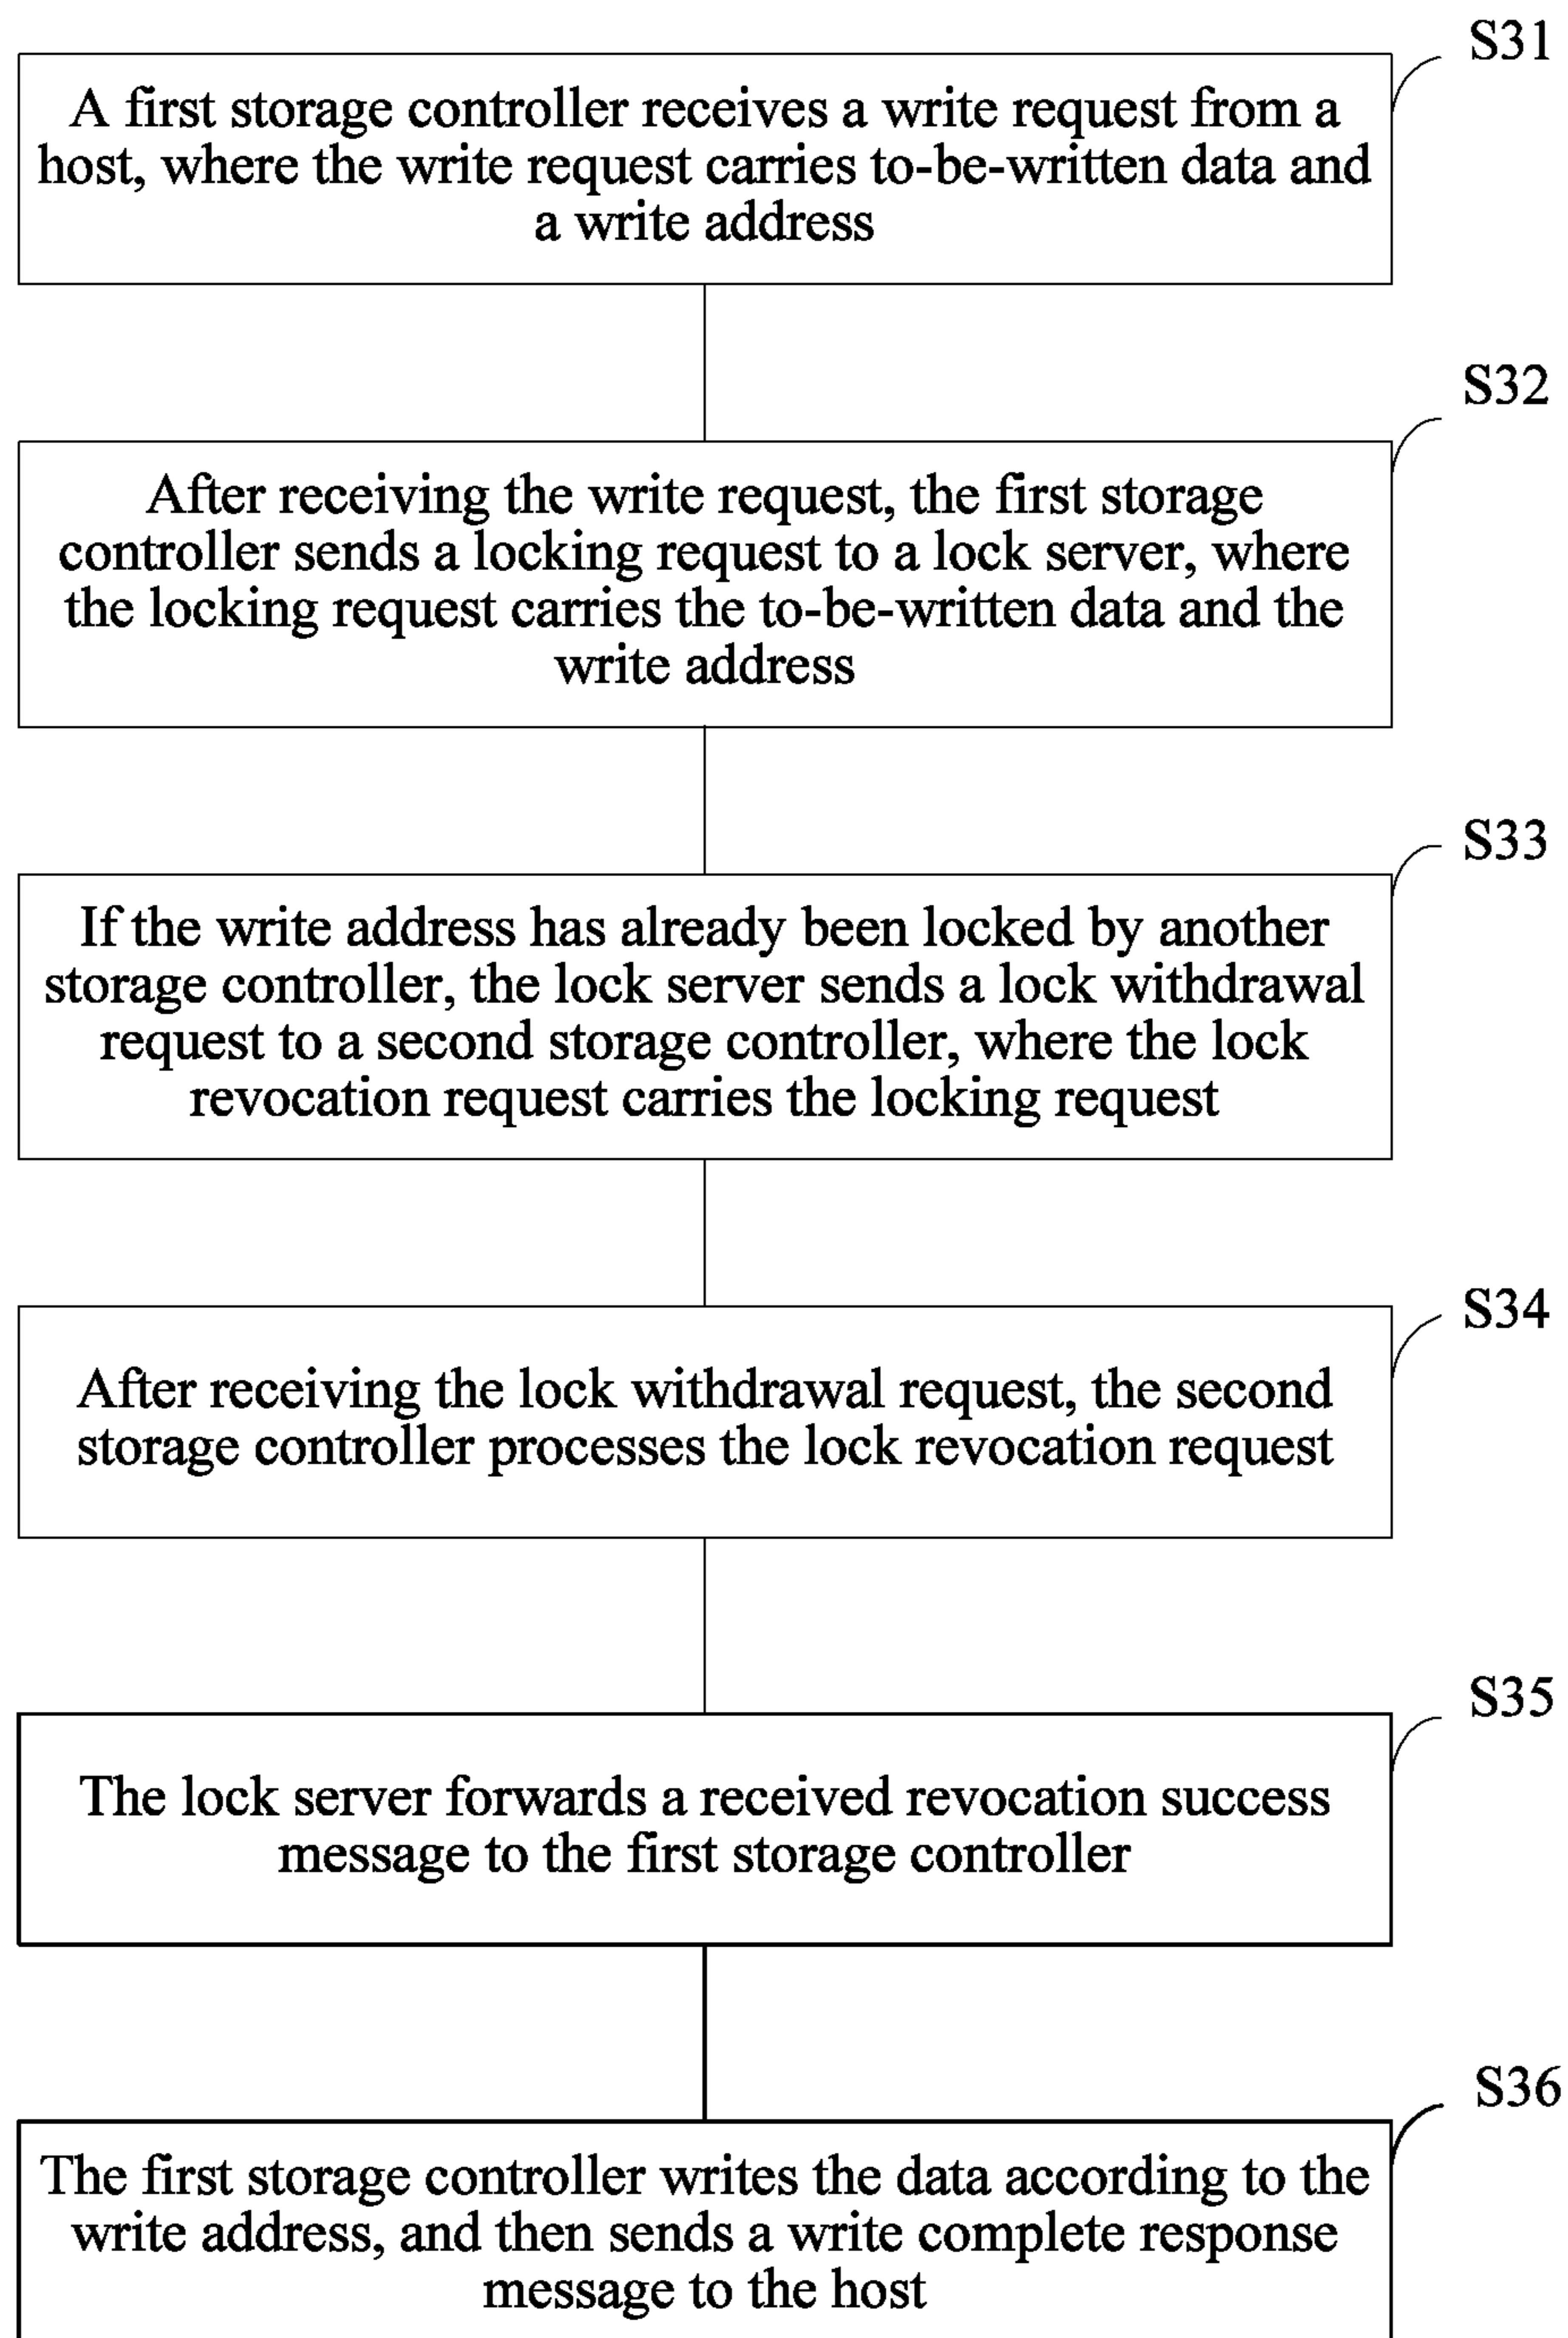 S31
A first storage controller receives a write request from a
host, where the write request carries to-be-written data and
a write address
S32
After receiving the write request, the first storage
controller sends a locking request to a lock server, where
the locking request carries the to-be-written data and the
write address
S33
If the write address has already been locked by another
storage controller, the lock server sends a lock withdrawal
request to a second storage controller, where the lock
revocation request carries the locking request
S34
After receiving the lock withdrawal request, the second
storage controller processes the lock revocation request
S35
The lock server forwards a received revocation success
message to the first storage controller
S36
The first storage controller writes the data according to the
write address, and then sends a write complete response
message to the host